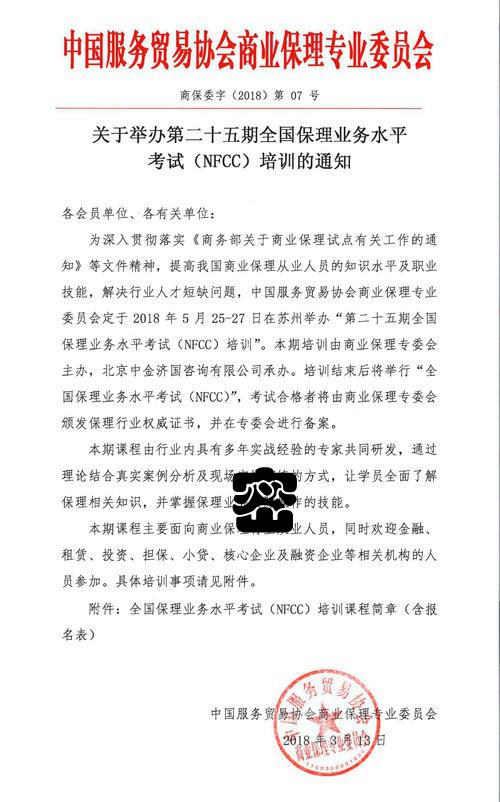 中国服务贸易协会商业保理专业委员会
商保委字（2018）第 07 号
关于举办第二十五期全国保理业务水平
考试（NFCC）培训的通知
各会员单位、各有关单位：
为深入贯彻落实《商务部关于商业保理试点有关工作的通
知》等文件精神，提高我国商业保理从业人员的知识水平及职业
技能，解决行业人才短缺问题，中国服务贸易协会商业保理专业
委员会定于 2018 年 5 月 25-27 日在苏州举办“第二十五期全国
保理业务水平考试（NFCC）培训”。本期培训由商业保理专委会
主办，北京中金济国咨询有限公司承办。培训结束后将举行“全
国保理业务水平考试（NFCC）”，考试合格者将由商业保理专委会
颁发保理行业权威证书，并在专委会进行备案。
本期课程由行业内具有多年实战经验的专家共同研发，通过
理论结合真实案例分析及现场 的方式，让学员全面了解
保理相关知识，并掌握保理业 作的技能。
本期课程主要面向商业保理 业人员，同时欢迎金融、
租赁、投资、担保、小贷、核心企业及融资企业等相关机构的人
员参加。具体培训事项请见附件。
附件：全国保理业务水平考试（NFCC）培训课程简章（含报
名表）
中国服务贸易协会商业保理专业委员会
2018 年 3 月 13 日
中国服务贸易协会
商业保理专业委员会